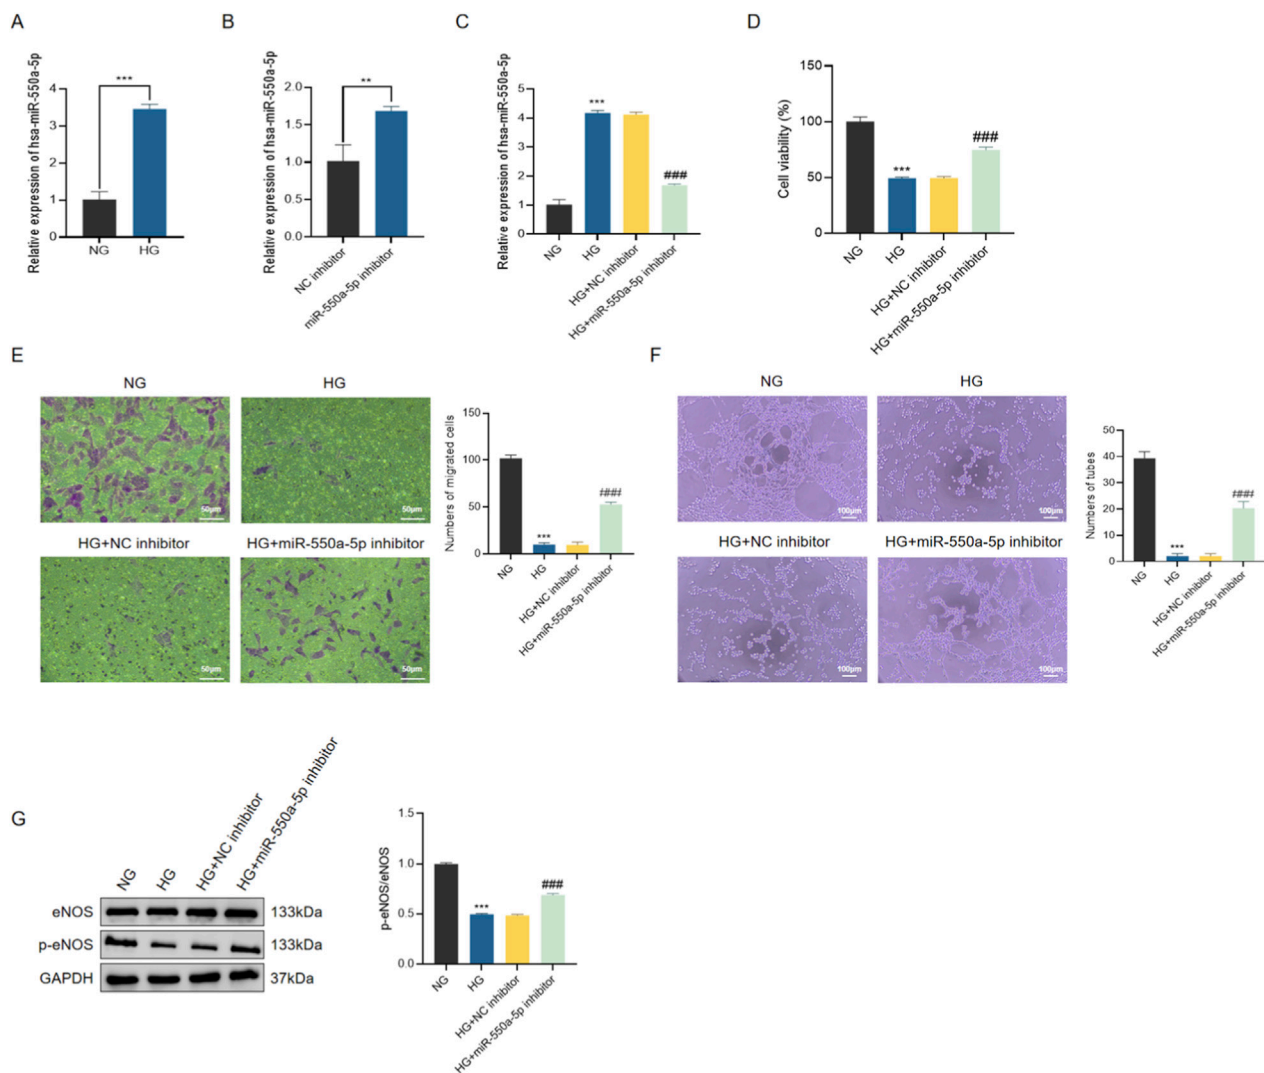 A
Relative expression of hsa-miR-550a-5p
4
3
2
1
0
***
NG
HG
B
Relative expression of hsa-miR-550a-5p
2.0
1.5
1.0
0.5
0.0
**
NC inhibitor
miR-550a-5p inhibitor
C
Relative expression of hsa-miR-550a-5p
5
4
3
2
1
0
***
###
NG
HG
HG+NC inhibitor
HG+miR-550a-5p inhibitor
D
Cell viability (%)
150
100
50
0
***
###
NG
HG
HG+NC inhibitor
HG+miR-550a-5p inhibitor
E
NG
HG
50μm
50μm
HG+NC inhibitor
HG+miR-550a-5p inhibitor
50μm
50μm
Numbers of migrated cells
150
100
50
0
***
###
NG
HG
HG+NC inhibitor
HG+miR-550a-5p inhibitor
F
NG
HG
100μm
100μm
HG+NC inhibitor
HG+miR-550a-5p inhibitor
100μm
100μm
Numbers of tubes
50
40
30
20
10
0
***
###
NG
HG
HG+NC inhibitor
HG+miR-550a-5p inhibitor
G
NG
HG
HG+NC inhibitor
HG+miR-550a-5p inhibitor
eNOS 133kDa
p-eNOS 133kDa
GAPDH 37kDa
p-eNOS/eNOS
1.5
1.0
0.5
0.0
***
###
NG
HG
HG+NC inhibitor
HG+miR-550a-5p inhibitor